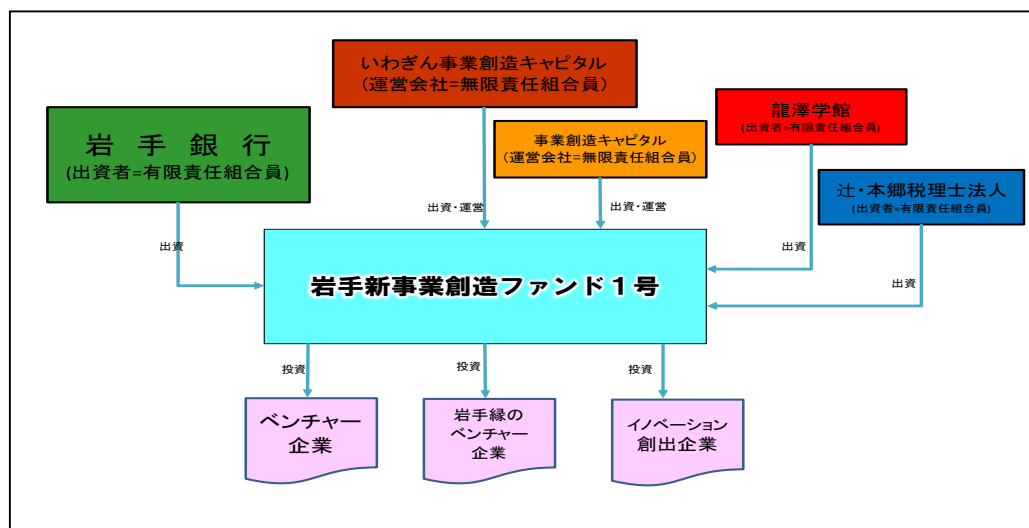 いわぎん事業創造キャピタル
(運営会社=無限責任組合員)
岩手銀行
(出資者=有限責任組合員)
事業創造キャピタル
(運営会社=無限責任組合員)
龍澤学館
(出資者=有限責任組合員)
辻・本郷税理士法人
(出資者=有限責任組合員)
出資・運営
出資・運営
出資
出資
出資
岩手新事業創造ファンド１号
投資
投資
投資
ベンチャー
企業
岩手縁の
ベンチャー
企業
イノベーション
創出企業